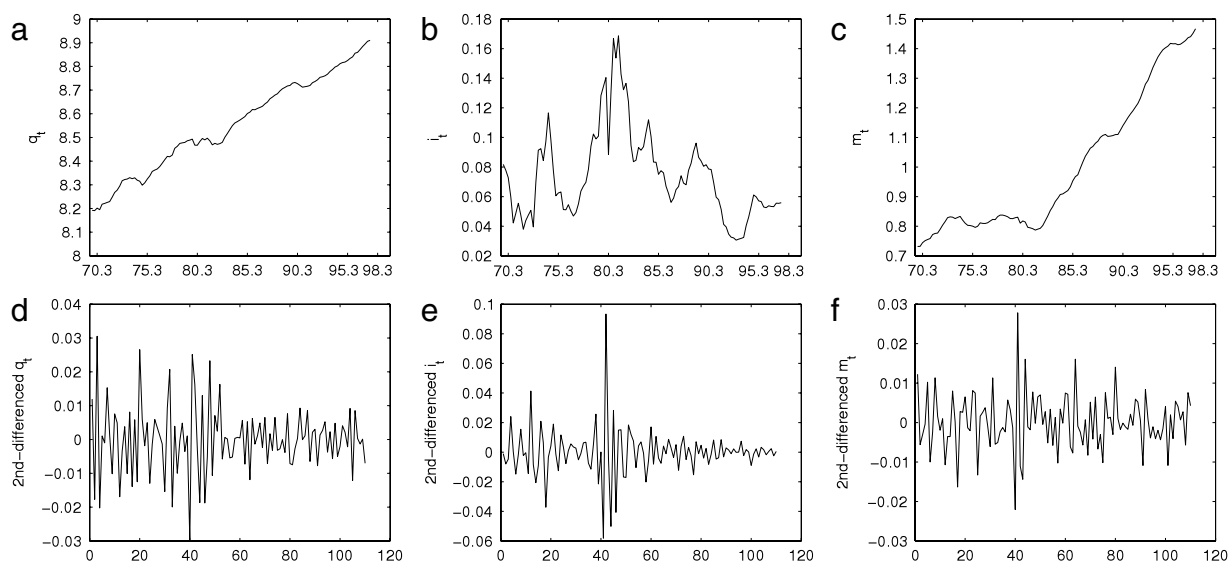 a
9
8.9
8.8
8.7
8.6
8.5
8.4
8.3
8.2
8.1
8
q_t
70.3 75.3 80.3 85.3 90.3 95.3 98.3
b
0.18
0.16
0.14
0.12
0.1
0.08
0.06
0.04
0.02
i_t
70.3 75.3 80.3 85.3 90.3 95.3 98.3
c
1.5
1.4
1.3
1.2
1.1
1
0.9
0.8
0.7
m_t
70.3 75.3 80.3 85.3 90.3 95.3 98.3
d
0.04
0.03
0.02
0.01
0
−0.01
−0.02
−0.03
2nd−differenced q_t
0 20 40 60 80 100 120
e
0.1
0.08
0.06
0.04
0.02
0
−0.02
−0.04
−0.06
2nd−differenced i_t
0 20 40 60 80 100 120
f
0.03
0.02
0.01
0
−0.01
−0.02
−0.03
2nd−differenced m_t
0 20 40 60 80 100 120